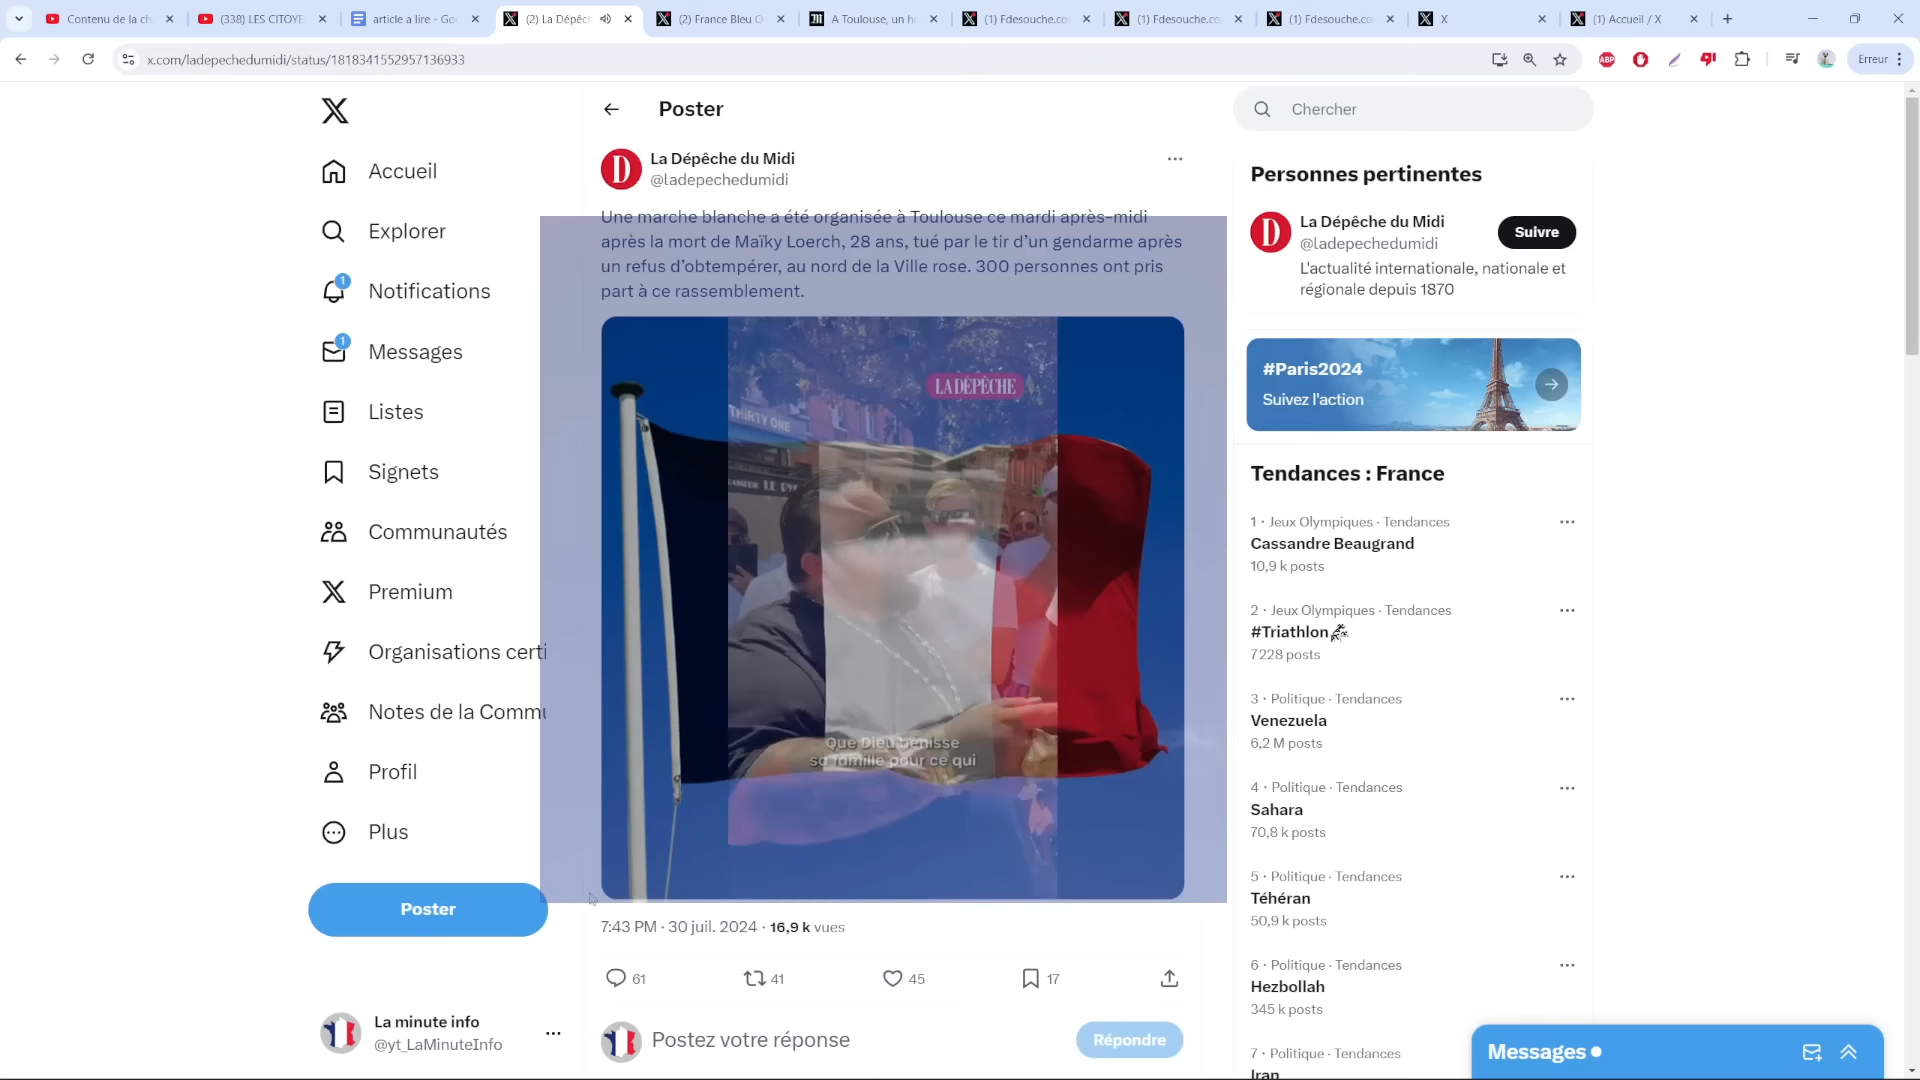 Contenu de la ch
(338) LES CITOYE
article a lire - Go
(2) La Dépêch
(2) France Bleu O
A Toulouse, un h
(1) Fdesouche.co
(1) Fdesouche.co
(1) Fdesouche.co
X
(1) Accueil / X
x.com/ladepechedumidi/status/1818341552957136933
ABP
Erreur
Accueil
Explorer
1
Notifications
1
Messages
Listes
Signets
Communautés
Premium
Organisations certi
Notes de la Commu
Profil
Plus
Poster
La minute info
@yt_LaMinuteInfo
Poster
D
La Dépêche du Midi
@ladepechedumidi
Une marche blanche a été organisée à Toulouse ce mardi après-midi
après la mort de Maïky Loerch, 28 ans, tué par le tir d’un gendarme après
un refus d’obtempérer, au nord de la Ville rose. 300 personnes ont pris
part à ce rassemblement.
LA DÉPÊCHE
THIRTY ONE
Que Dieu bénisse
sa famille pour ce qui
7:43 PM · 30 juil. 2024 · 16,9 k vues
61
41
45
17
Postez votre réponse
Répondre
Chercher
Personnes pertinentes
D
La Dépêche du Midi
@ladepechedumidi
Suivre
L'actualité internationale, nationale et
régionale depuis 1870
#Paris2024
Suivez l'action
Tendances : France
1 · Jeux Olympiques · Tendances
Cassandre Beaugrand
10,9 k posts
2 · Jeux Olympiques · Tendances
#Triathlon
7 228 posts
3 · Politique · Tendances
Venezuela
6,2 M posts
4 · Politique · Tendances
Sahara
70,8 k posts
5 · Politique · Tendances
Téhéran
50,9 k posts
6 · Politique · Tendances
Hezbollah
345 k posts
7 · Politique · Tendances
Iran
Messages